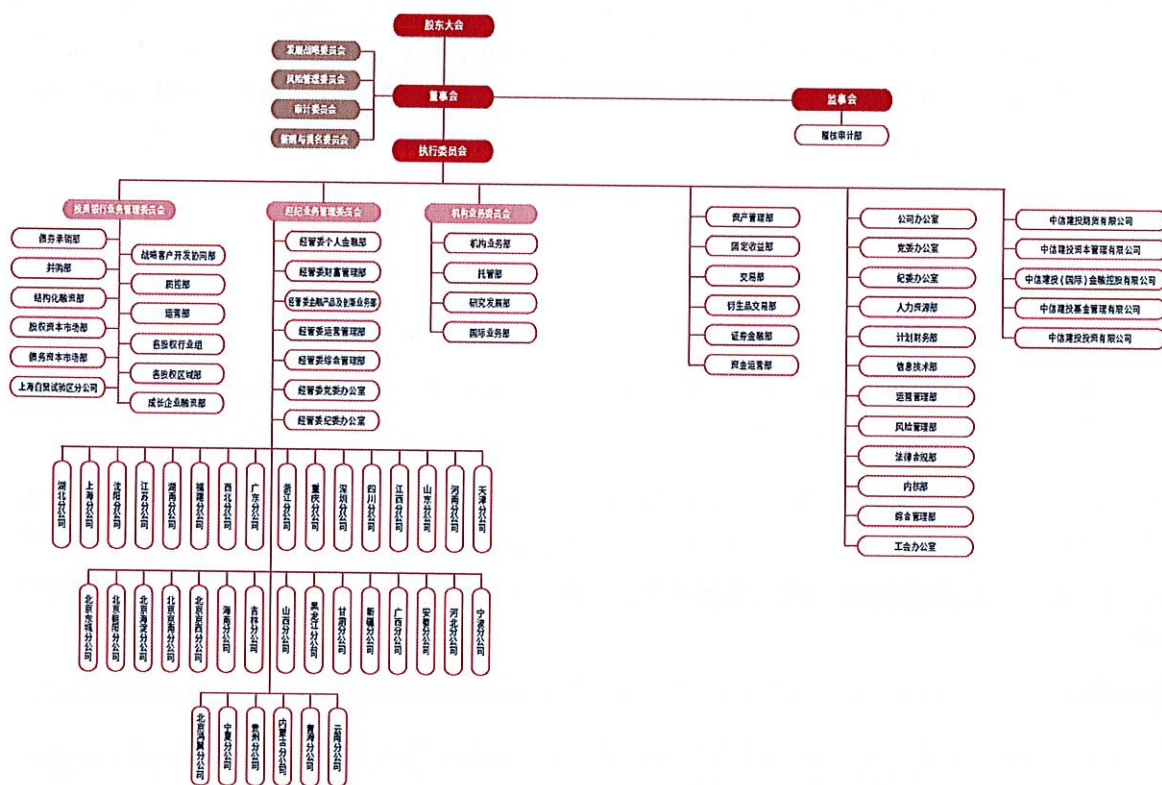 股东大会
发展战略委员会
风险管理委员会
审计委员会
薪酬与提名委员会
董事会
监事会
稽核审计部
执行委员会
投资银行业务管理委员会
债券承销部
并购部
结构化融资部
股权资本市场部
债务资本市场部
上海自贸试验区分公司
战略客户开发协同部
质控部
运营部
各股权行业组
各股权区域部
成长企业融资部
经纪业务管理委员会
经管委个人金融部
经管委财富管理部
经管委金融产品及创新业务部
经管委运营管理部
经管委综合管理部
经管委党委办公室
经管委纪委办公室
机构业务委员会
机构业务部
托管部
研究发展部
国际业务部
资产管理部
固定收益部
交易部
衍生品交易部
证券金融部
资金运营部
公司办公室
党委办公室
纪委办公室
人力资源部
计划财务部
信息技术部
运营管理部
风险管理部
法律合规部
内核部
综合管理部
工会办公室
中信建投期货有限公司
中信建投资本管理有限公司
中信建投(国际)金融控股有限公司
中信建投基金管理有限公司
中信建投投资有限公司
湖北分公司
上海分公司
沈阳分公司
江苏分公司
湖南分公司
福建分公司
西北分公司
广东分公司
浙江分公司
重庆分公司
深圳分公司
四川分公司
江西分公司
山东分公司
河南分公司
天津分公司
北京东城分公司
北京朝阳分公司
北京海淀分公司
北京京南分公司
北京京西分公司
海南分公司
吉林分公司
山西分公司
黑龙江分公司
甘肃分公司
新疆分公司
广西分公司
安徽分公司
河北分公司
宁波分公司
北京鸿翼分公司
宁夏分公司
贵州分公司
内蒙古分公司
青海分公司
云南分公司